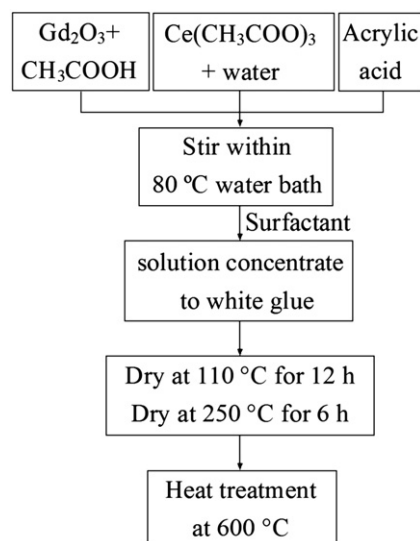 Gd₂O₃+
CH₃COOH
Ce(CH₃COO)₃
+ water
Acrylic
acid
Stir within
80 ºC water bath
Surfactant
solution concentrate
to white glue
Dry at 110 °C for 12 h
Dry at 250 °C for 6 h
Heat treatment
at 600 °C